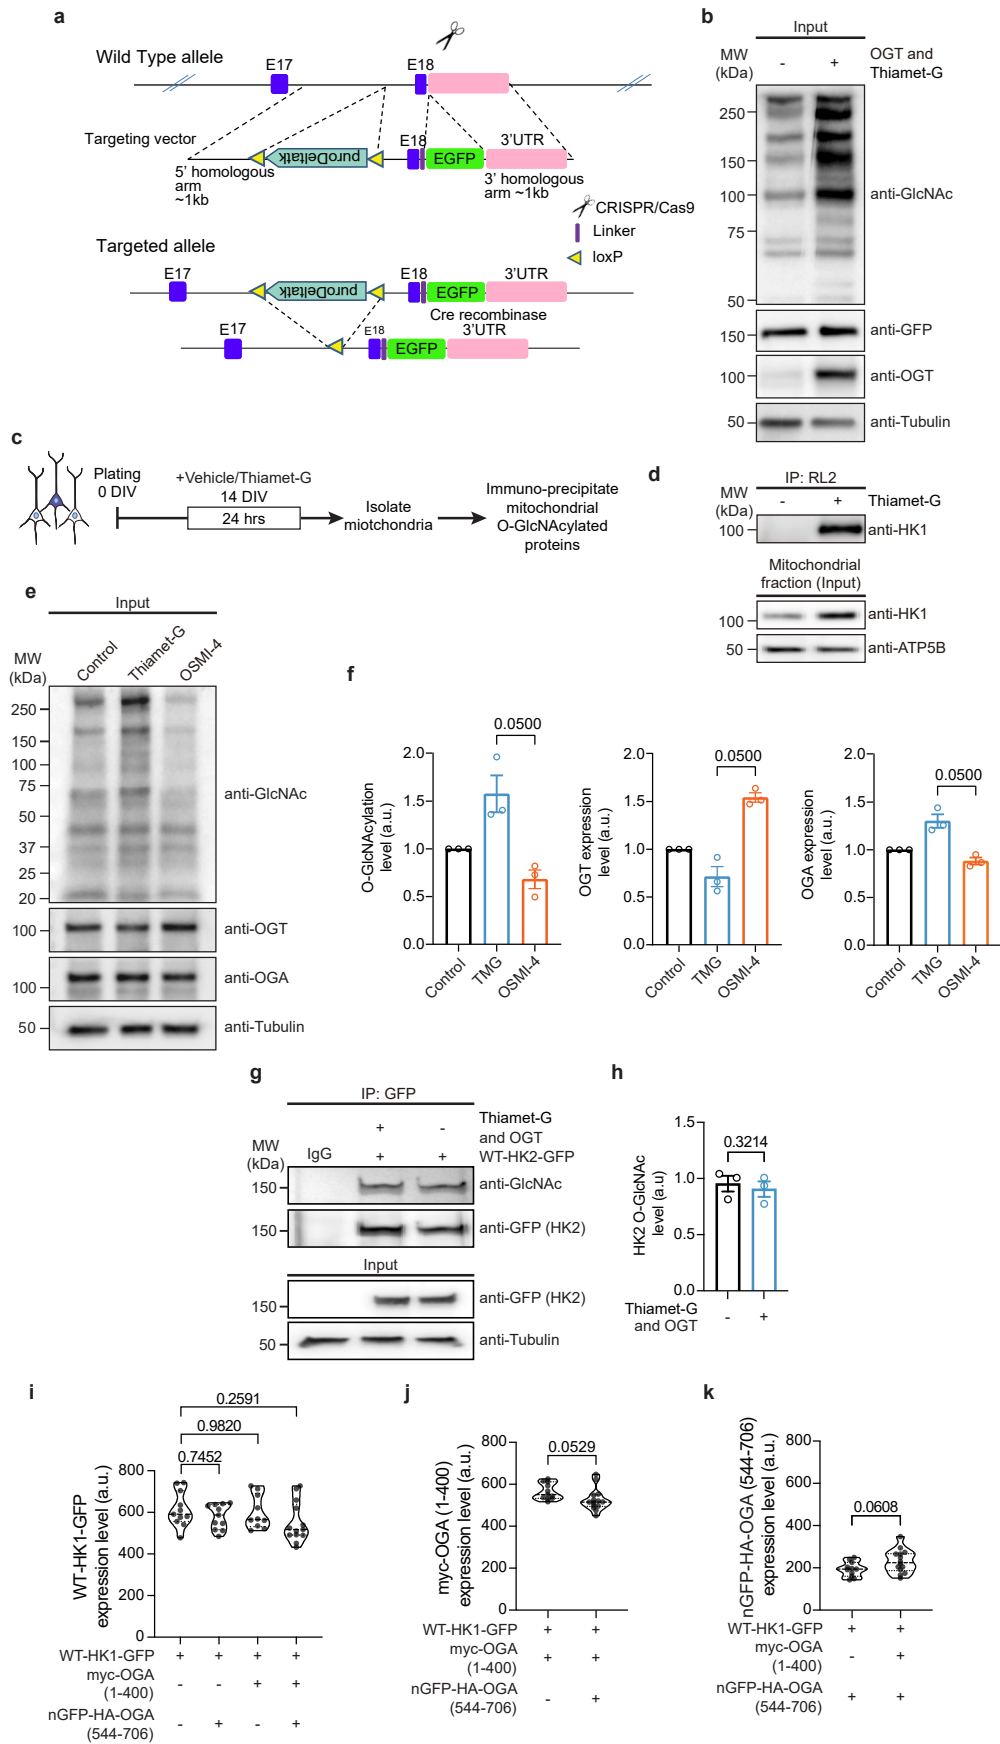 a
Wild Type allele
E17
E18
Targeting vector
E18
3'UTR
puroDeltatk
EGFP
5' homologous
arm
~1kb
3' homologous
arm ~1kb
CRISPR/Cas9
Linker
loxP
Targeted allele
E17
E18
3'UTR
puroDeltatk
EGFP
Cre recombinase
E17
E18
3'UTR
EGFP
b
Input
MW
(kDa)
- +
OGT and
Thiamet-G
250
150
100
75
50
anti-GlcNAc
150
anti-GFP
100
anti-OGT
50
anti-Tubulin
c
Plating
0 DIV
+Vehicle/Thiamet-G
14 DIV
24 hrs
Isolate
miotchondria
Immuno-precipitate
mitochondrial
O-GlcNAcylated
proteins
d
IP: RL2
MW
(kDa)
- +
Thiamet-G
100
anti-HK1
Mitochondrial
fraction (Input)
100
anti-HK1
50
anti-ATP5B
e
Input
MW
(kDa)
Control
Thiamet-G
OSMI-4
250
150
100
75
50
37
25
20
anti-GlcNAc
100
anti-OGT
100
anti-OGA
50
anti-Tubulin
f
O-GlcNAcylation
level (a.u.)
2.0
1.5
1.0
0.5
0.0
0.0500
Control
TMG
OSMI-4
OGT expression
level (a.u.)
2.0
1.5
1.0
0.5
0.0
0.0500
Control
TMG
OSMI-4
OGA expression
level (a.u.)
2.0
1.5
1.0
0.5
0.0
0.0500
Control
TMG
OSMI-4
g
IP: GFP
MW
(kDa)
IgG
+ -
Thiamet-G
and OGT
+ +
WT-HK2-GFP
150
anti-GlcNAc
150
anti-GFP (HK2)
Input
150
anti-GFP (HK2)
50
anti-Tubulin
h
HK2 O-GlcNAc
level (a.u)
1.5
1.0
0.5
0.0
0.3214
Thiamet-G
and OGT
- +
i
WT-HK1-GFP
expression level (a.u.)
800
600
400
200
0
0.2591
0.9820
0.7452
WT-HK1-GFP + + + +
myc-OGA
(1-400)
- - + +
nGFP-HA-OGA
(544-706)
- + - +
j
myc-OGA (1-400)
expression level (a.u.)
800
600
400
200
0
0.0529
WT-HK1-GFP + +
myc-OGA
(1-400)
+ +
nGFP-HA-OGA
(544-706)
- +
k
nGFP-HA-OGA (544-706)
expression level (a.u.)
800
600
400
200
0
0.0608
WT-HK1-GFP + +
myc-OGA
(1-400)
- +
nGFP-HA-OGA
(544-706)
+ +